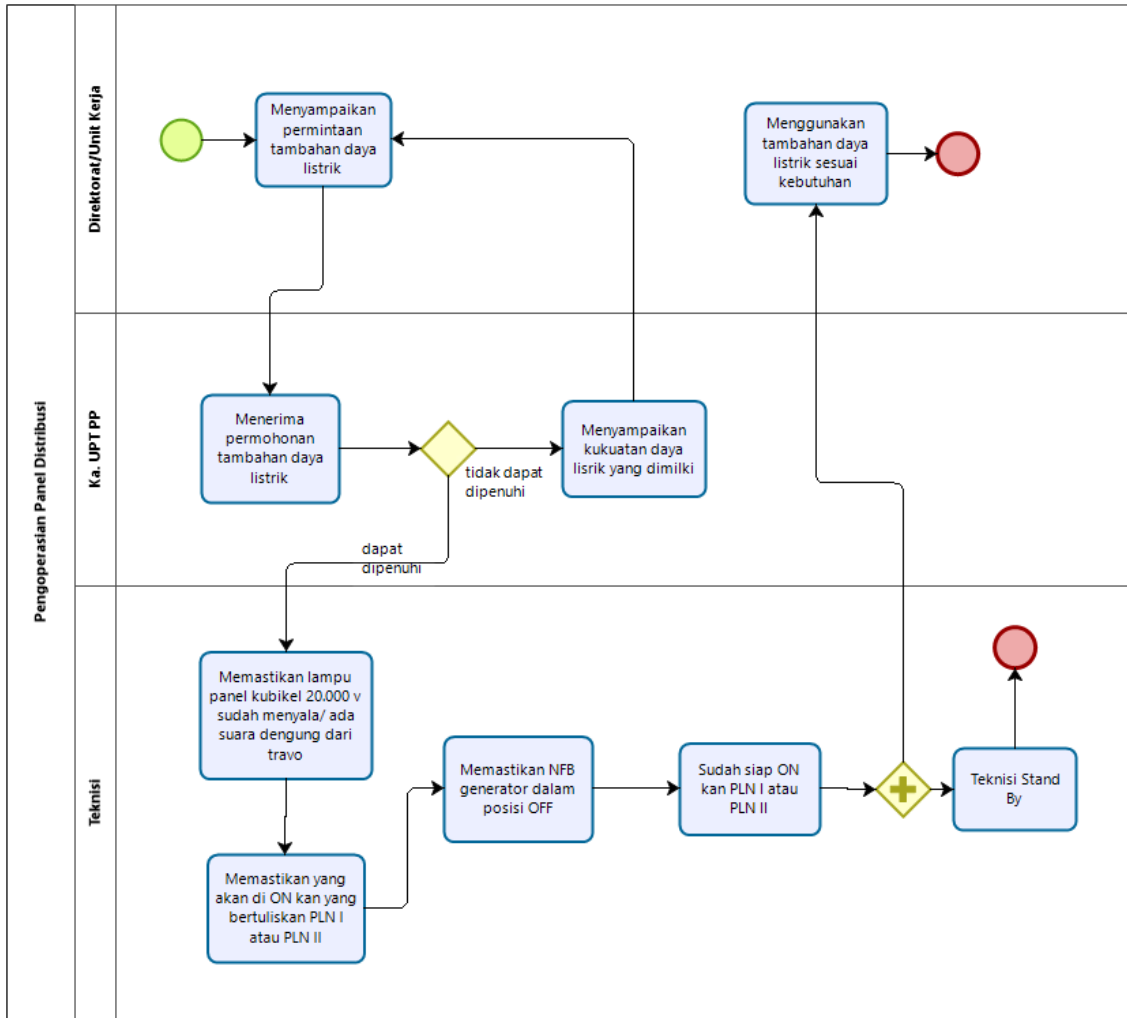 Pengoperasian Panel Distribusi
Direktorat/Unit Kerja
Menyampaikan
permintaan
tambahan daya
listrik
Menggunakan
tambahan daya
listrik sesuai
kebutuhan
Ka. UPT PP
Menerima
permohonan
tambahan daya
listrik
tidak dapat
dipenuhi
Menyampaikan
kukuatan daya
lisrik yang dimilki
dapat
dipenuhi
Teknisi
Memastikan lampu
panel kubikel 20.000 v
sudah menyala/ ada
suara dengung dari
travo
Memastikan yang
akan di ON kan yang
bertuliskan PLN I
atau PLN II
Memastikan NFB
generator dalam
posisi OFF
Sudah siap ON
kan PLN I atau
PLN II
Teknisi Stand
By